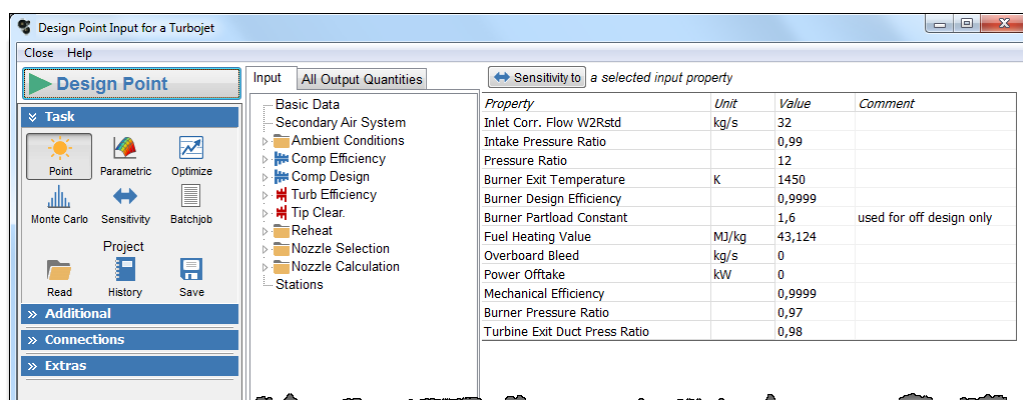 Design Point Input for a Turbojet
Close Help
Design Point
Task
Point Parametric Optimize
Monte Carlo Sensitivity Batchjob
Project
Read History Save
Additional
Connections
Extras
Input All Output Quantities
Basic Data
Secondary Air System
Ambient Conditions
Comp Efficiency
Comp Design
Turb Efficiency
Tip Clear.
Reheat
Nozzle Selection
Nozzle Calculation
Stations
Sensitivity to a selected input property
Property Unit Value Comment
Inlet Corr. Flow W2Rstd kg/s 32
Intake Pressure Ratio 0,99
Pressure Ratio 12
Burner Exit Temperature K 1450
Burner Design Efficiency 0,9999
Burner Partload Constant 1,6 used for off design only
Fuel Heating Value MJ/kg 43,124
Overboard Bleed kg/s 0
Power Offtake kW 0
Mechanical Efficiency 0,9999
Burner Pressure Ratio 0,97
Turbine Exit Duct Press Ratio 0,98